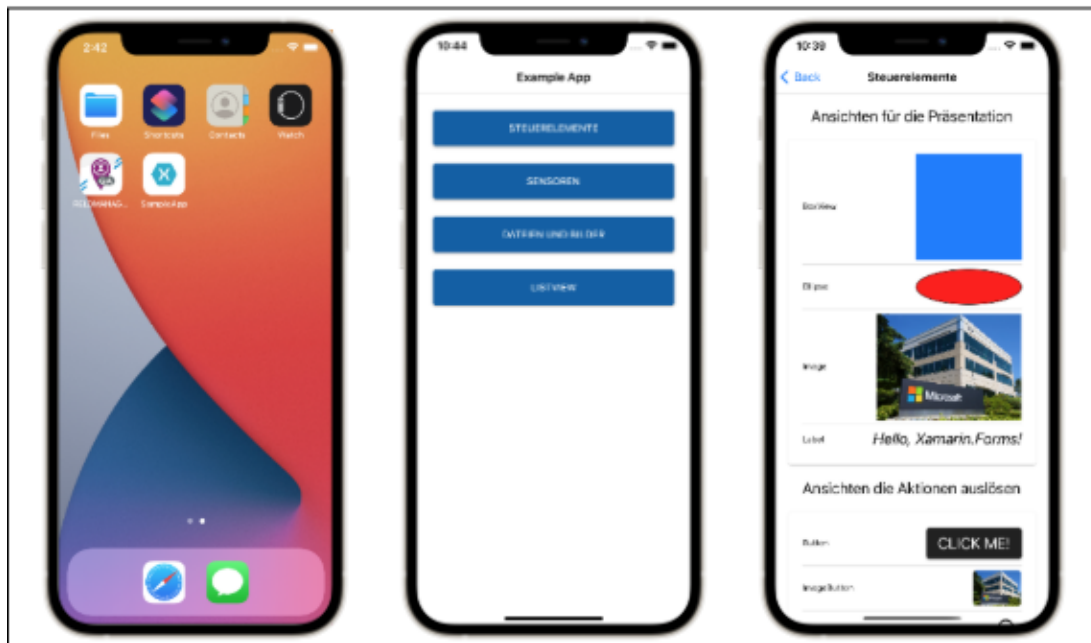 2:42
Files
Shortcuts
Contacts
Watch
SampleApp
10:44
Example App
STEUERELEMENTE
SENSOREN
DATEIEN UND BILDER
LISTVIEW
10:39
Back
Steuerelemente
Ansichten für die Präsentation
BoxView
Ellipse
Image
Microsoft
Label
Hello, Xamarin.Forms!
Ansichten die Aktionen auslösen
Button
CLICK ME!
ImageButton